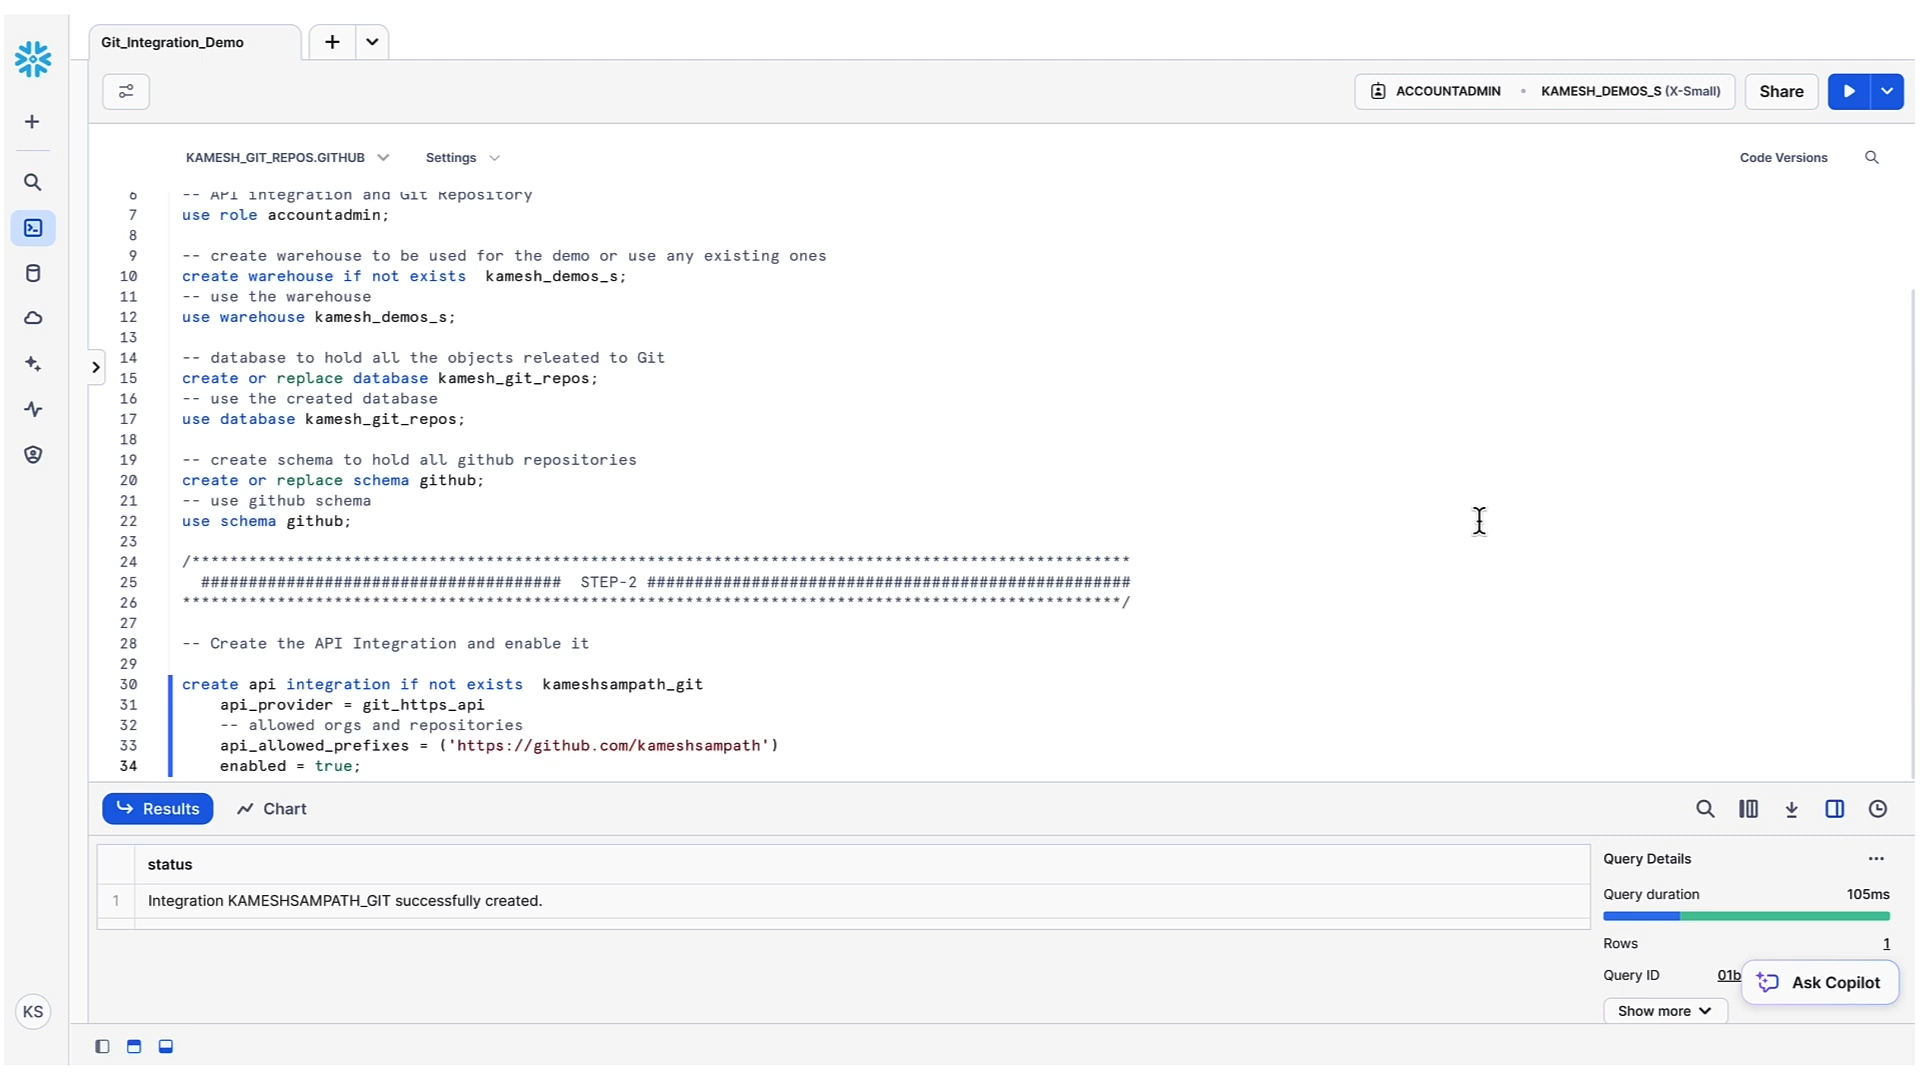 Git_Integration_Demo
ACCOUNTADMIN • KAMESH_DEMOS_S (X-Small)
Share
KAMESH_GIT_REPOS.GITHUB
Settings
Code Versions
6 -- API integration and Git Repository
7 use role accountadmin;
8
9 -- create warehouse to be used for the demo or use any existing ones
10 create warehouse if not exists  kamesh_demos_s;
11 -- use the warehouse
12 use warehouse kamesh_demos_s;
13
14 -- database to hold all the objects releated to Git
15 create or replace database kamesh_git_repos;
16 -- use the created database
17 use database kamesh_git_repos;
18
19 -- create schema to hold all github repositories
20 create or replace schema github;
21 -- use github schema
22 use schema github;
23
24 /***************************************************************************************************
25   ######################################  STEP-2 ###################################################
26 ***************************************************************************************************/
27
28 -- Create the API Integration and enable it
29
30 create api integration if not exists  kameshsampath_git
31     api_provider = git_https_api
32     -- allowed orgs and repositories
33     api_allowed_prefixes = ('https://github.com/kameshsampath')
34     enabled = true;
Results
Chart
status
1 Integration KAMESHSAMPATH_GIT successfully created.
Query Details
Query duration 105ms
Rows 1
Query ID 01b
Ask Copilot
Show more
KS